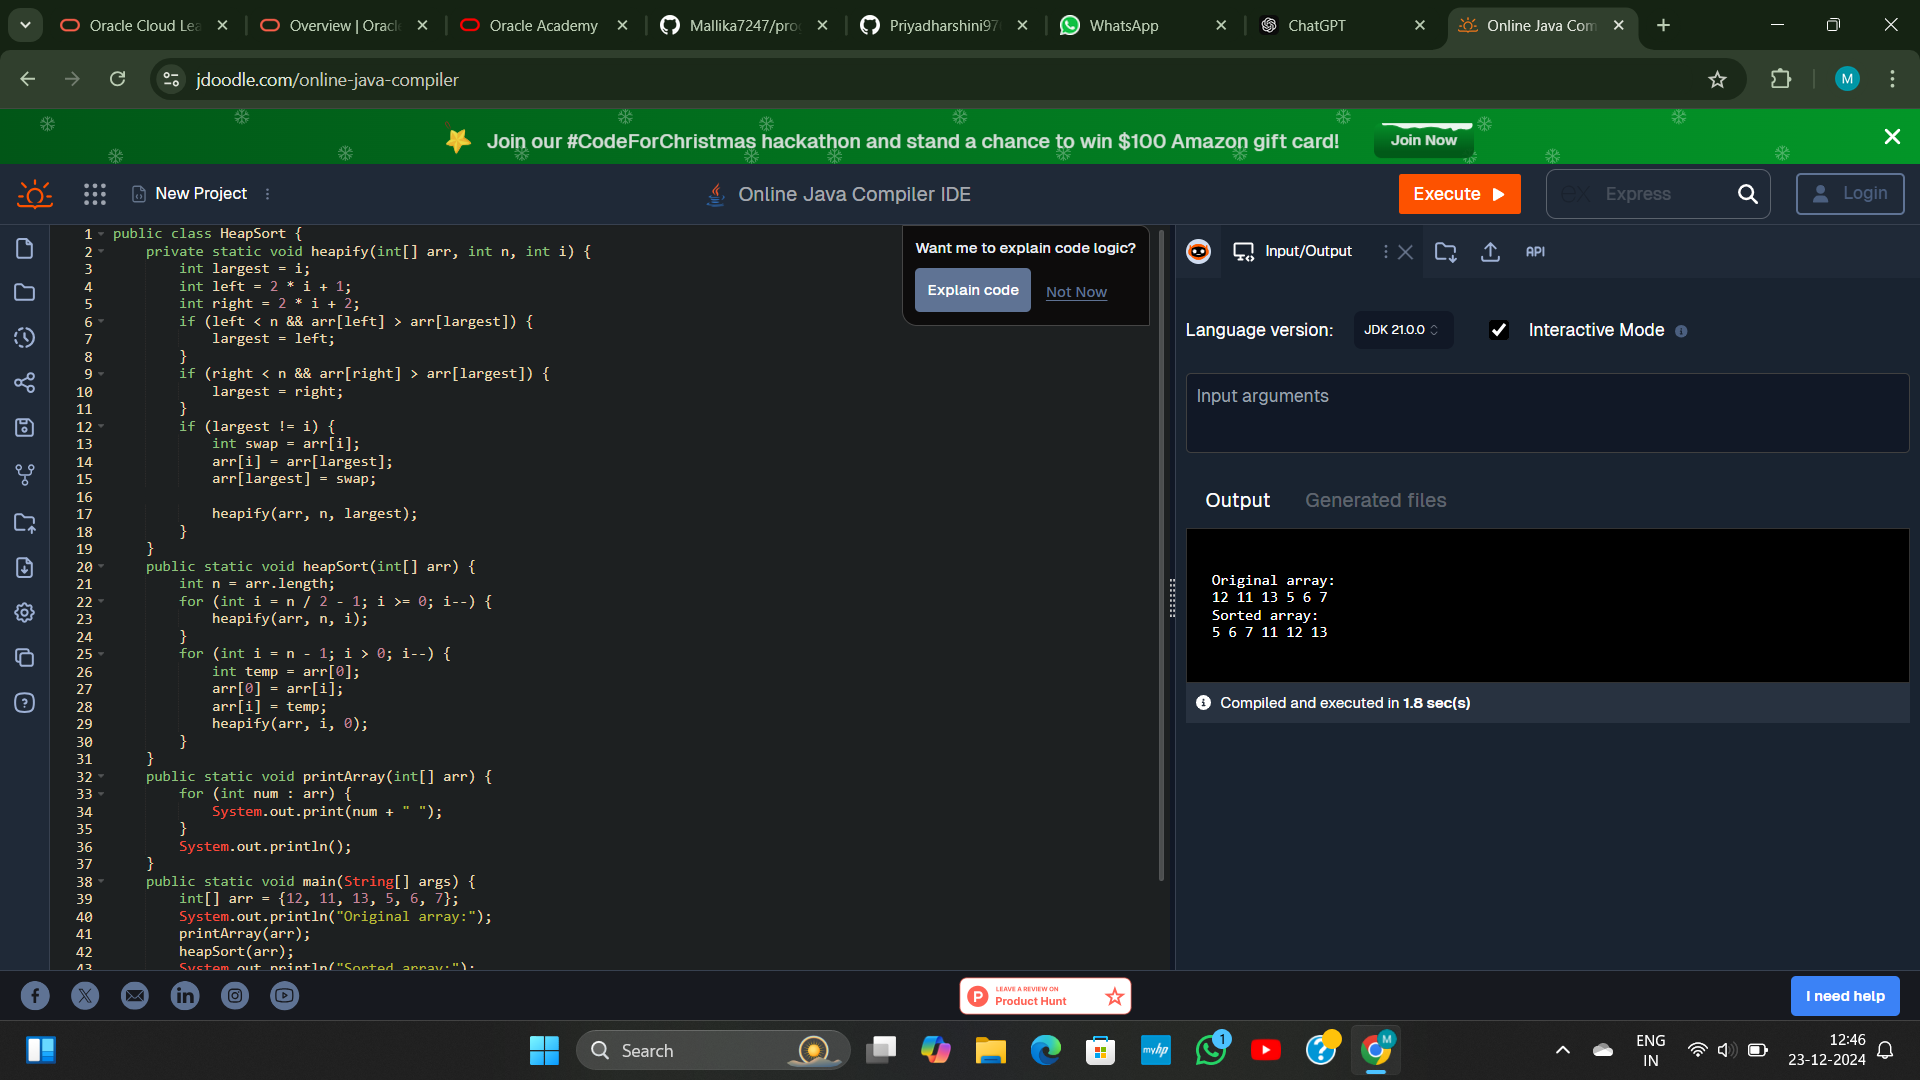 Oracle Cloud Lea
Overview | Oracle
Oracle Academy
Mallika7247/pro
Priyadharshini97
WhatsApp
ChatGPT
Online Java Com
jdoodle.com/online-java-compiler
M
Join our #CodeForChristmas hackathon and stand a chance to win $100 Amazon gift card!
Join Now
New Project
Online Java Compiler IDE
Execute
Express
Login
1 public class HeapSort {
2     private static void heapify(int[] arr, int n, int i) {
3         int largest = i;
4         int left = 2 * i + 1;
5         int right = 2 * i + 2;
6         if (left < n && arr[left] > arr[largest]) {
7             largest = left;
8         }
9         if (right < n && arr[right] > arr[largest]) {
10             largest = right;
11         }
12         if (largest != i) {
13             int swap = arr[i];
14             arr[i] = arr[largest];
15             arr[largest] = swap;
16
17             heapify(arr, n, largest);
18         }
19     }
20     public static void heapSort(int[] arr) {
21         int n = arr.length;
22         for (int i = n / 2 - 1; i >= 0; i--) {
23             heapify(arr, n, i);
24         }
25         for (int i = n - 1; i > 0; i--) {
26             int temp = arr[0];
27             arr[0] = arr[i];
28             arr[i] = temp;
29             heapify(arr, i, 0);
30         }
31     }
32     public static void printArray(int[] arr) {
33         for (int num : arr) {
34             System.out.print(num + " ");
35         }
36         System.out.println();
37     }
38     public static void main(String[] args) {
39         int[] arr = {12, 11, 13, 5, 6, 7};
40         System.out.println("Original array:");
41         printArray(arr);
42         heapSort(arr);
43         System.out.println("Sorted array:");
Want me to explain code logic?
Explain code
Not Now
Input/Output
API
Language version:
JDK 21.0.0
Interactive Mode
Input arguments
Output
Generated files
Original array:
12 11 13 5 6 7
Sorted array:
5 6 7 11 12 13
Compiled and executed in 1.8 sec(s)
LEAVE A REVIEW ON
Product Hunt
I need help
Search
myhp
1
M
ENG
IN
12:46
23-12-2024